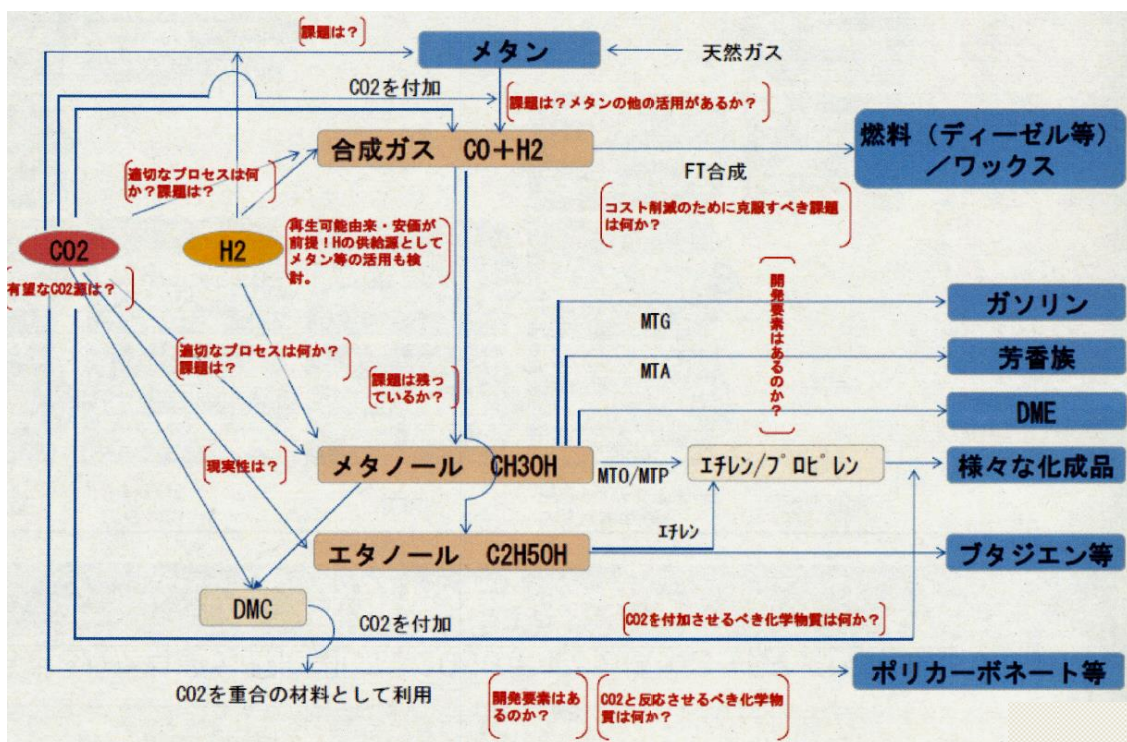 課題は?
メタン
天然ガス
CO2を付加
課題は?メタンの他の活用があるか?
合成ガス CO+H2
FT合成
燃料(ディーゼル等)
/ワックス
適切なプロセスは何
か?課題は?
コスト削減のために克服すべき課題
は何か?
CO2
H2
再生可能由来・安価が
前提!Hの供給源として
メタン等の活用も検
討。
有望なCO2源は?
開発要素はあるのか?
MTG
ガソリン
適切なプロセスは何か?
課題は?
課題は残っ
ているか?
MTA
芳香族
DME
現実性は?
メタノール CH3OH
MTO/MTP
エチレン/プロピレン
様々な化成品
エチレン
エタノール C2H5OH
ブタジエン等
DMC
CO2を付加
CO2を付加させるべき化学物質は何か?
ポリカーボネート等
CO2を重合の材料として利用
開発要素はあ
るのか?
CO2と反応させるべき化学物
質は何か?